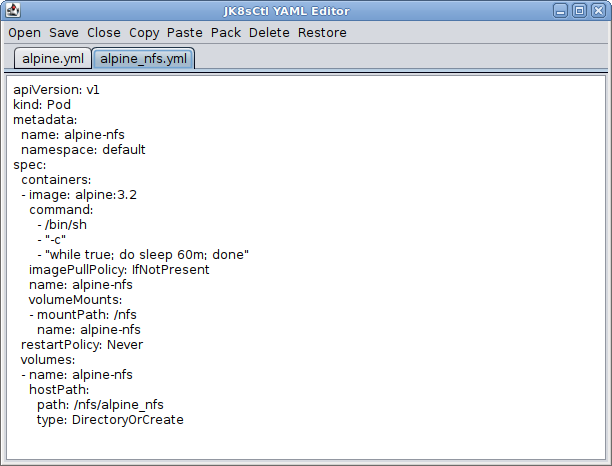 JK8sCtl YAML Editor
Open Save Close Copy Paste Pack Delete Restore
alpine.yml alpine_nfs.yml
apiVersion: v1
kind: Pod
metadata:
  name: alpine-nfs
  namespace: default
spec:
  containers:
  - image: alpine:3.2
    command:
      - /bin/sh
      - "-c"
      - "while true; do sleep 60m; done"
    imagePullPolicy: IfNotPresent
    name: alpine-nfs
    volumeMounts:
    - mountPath: /nfs
      name: alpine-nfs
  restartPolicy: Never
  volumes:
  - name: alpine-nfs
    hostPath:
      path: /nfs/alpine_nfs
      type: DirectoryOrCreate